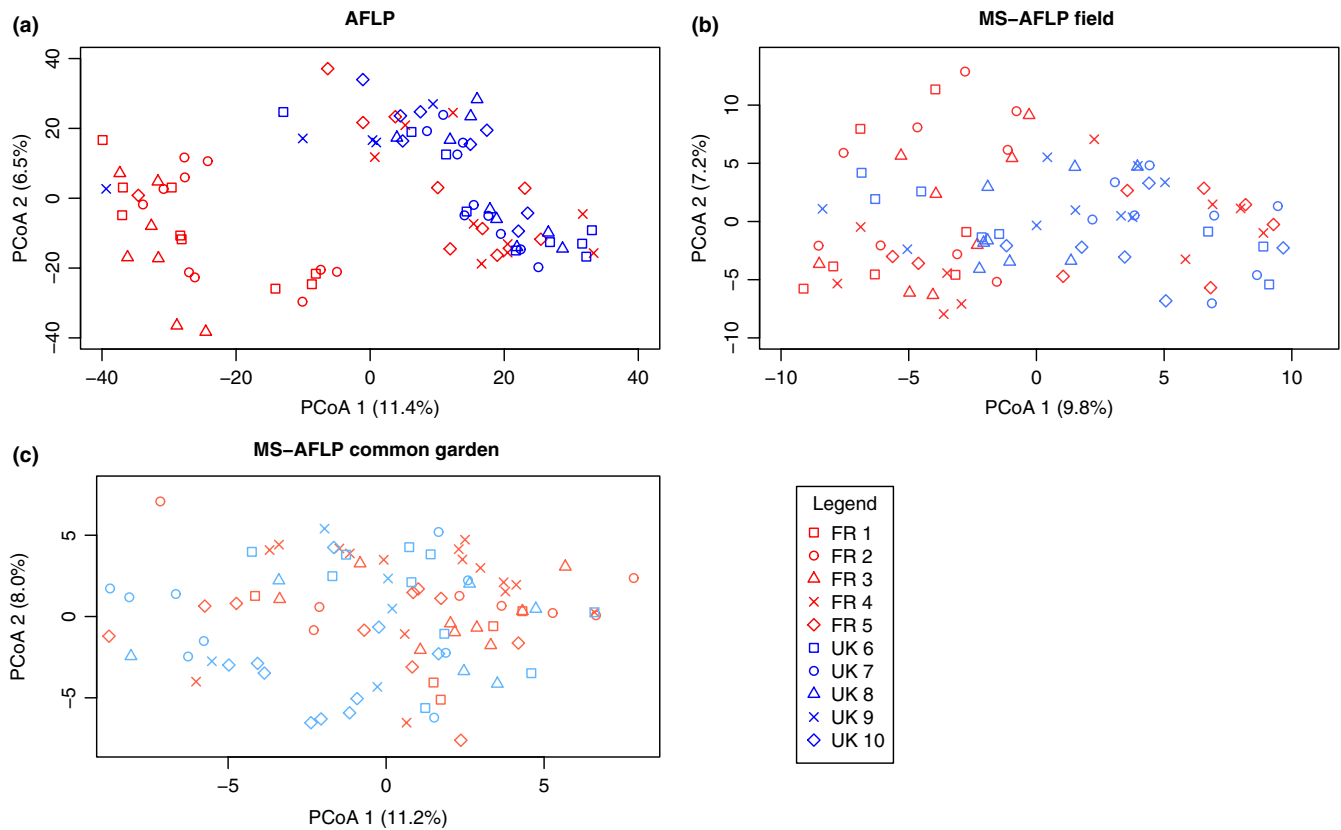 (a)
AFLP
PCoA 2 (6.5%)
40
20
0
−20
−40
−40
−20
0
20
40
PCoA 1 (11.4%)
(b)
MS−AFLP field
PCoA 2 (7.2%)
10
5
0
−5
−10
−10
−5
0
5
10
PCoA 1 (9.8%)
(c)
MS−AFLP common garden
PCoA 2 (8.0%)
5
0
−5
−5
0
5
PCoA 1 (11.2%)
Legend
FR 1
FR 2
FR 3
FR 4
FR 5
UK 6
UK 7
UK 8
UK 9
UK 10